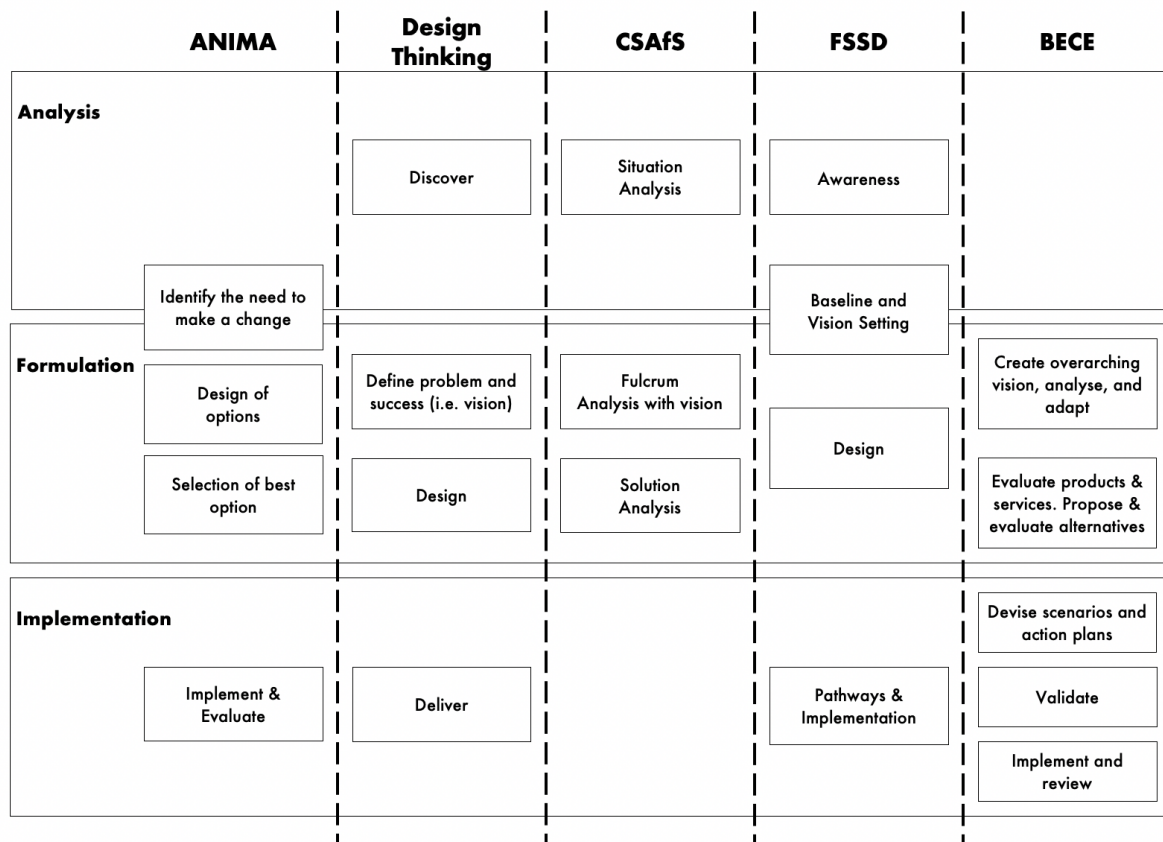 ANIMA
Design
Thinking
CSAfS
FSSD
BECE
Analysis
Discover
Situation
Analysis
Awareness
Identify the need to
make a change
Baseline and
Vision Setting
Formulation
Design of
options
Define problem and
success (i.e. vision)
Fulcrum
Analysis with vision
Design
Create overarching
vision, analyse, and
adapt
Selection of best
option
Design
Solution
Analysis
Evaluate products &
services. Propose &
evaluate alternatives
Implementation
Implement &
Evaluate
Deliver
Pathways &
Implementation
Devise scenarios and
action plans
Validate
Implement and
review